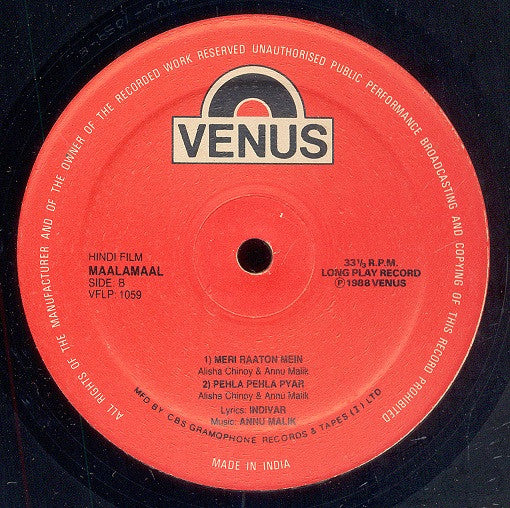 ALL RIGHTS OF THE MANUFACTURER AND OF THE OWNER OF THE RECORDED WORK RESERVED UNAUTHORISED PUBLIC PERFORMANCE BROADCASTING AND COPYING OF THIS RECORD PROHIBITED
VENUS
HINDI FILM
MAALAMAAL
SIDE: B
VFLP: 1059
33⅓ R.P.M.
LONG PLAY RECORD
Ⓟ 1988 VENUS
1) MERI RAATON MEIN
Alisha Chinoy & Annu Malik
2) PEHLA PEHLA PYAR
Alisha Chinoy & Annu Malik
Lyrics: INDIVAR
Music: ANNU MALIK
MFD BY CBS GRAMOPHONE RECORDS & TAPES (I) LTD
MADE IN INDIA